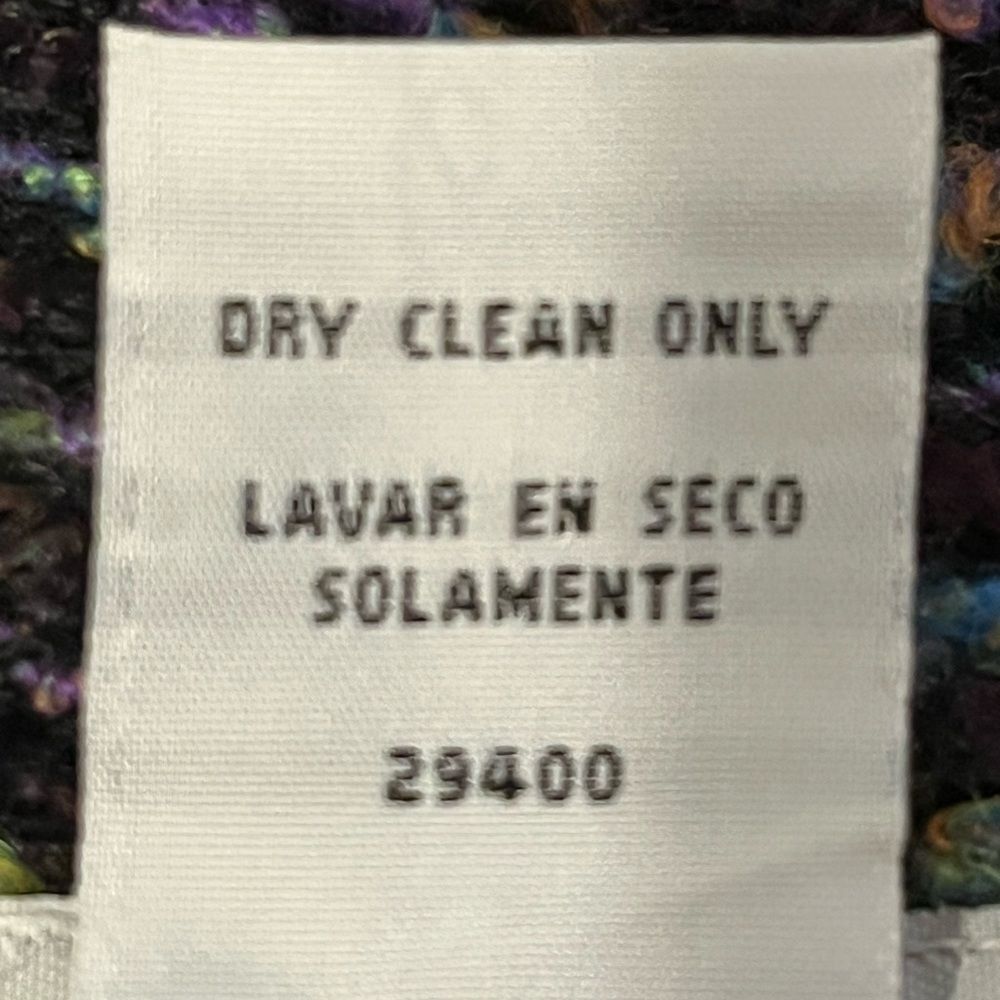 DRY CLEAN ONLY
LAVAR EN SECO
SOLAMENTE
29400